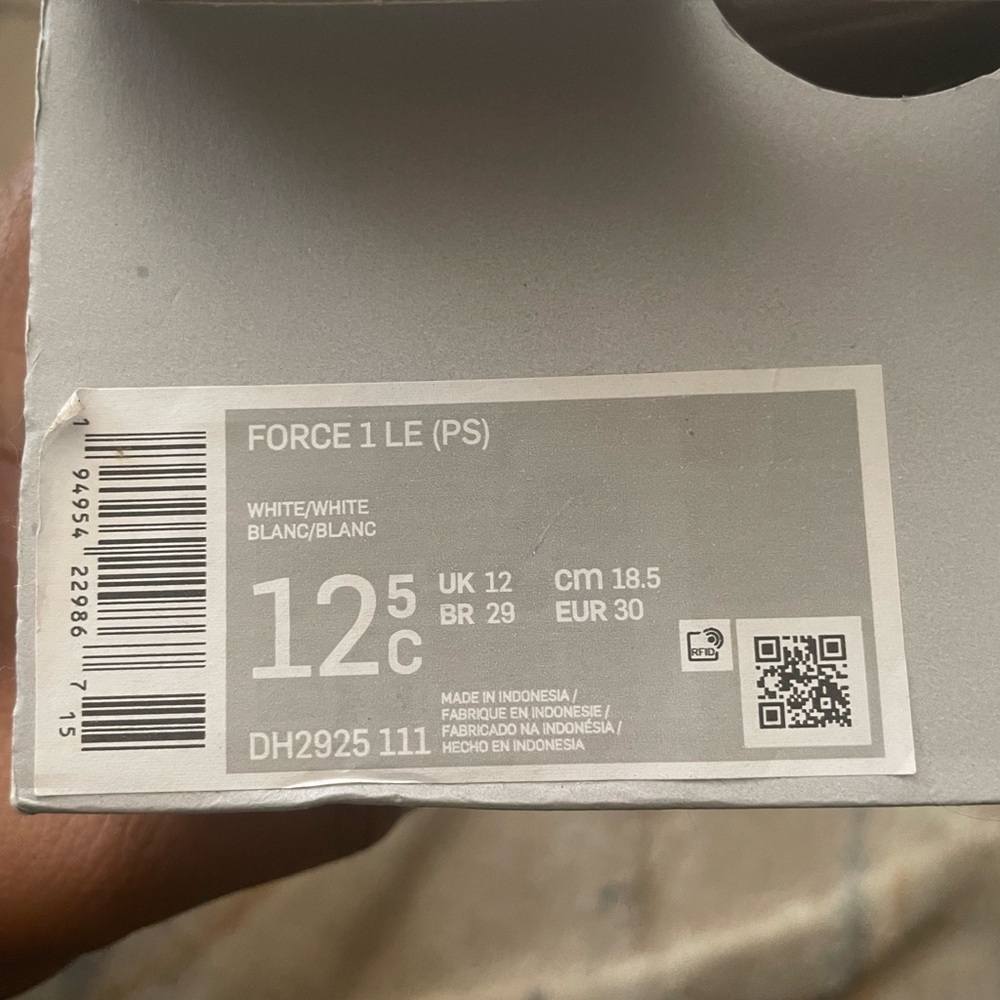 FORCE 1 LE (PS)
WHITE/WHITE
BLANC/BLANC
12 5 C
UK 12 cm 18.5
BR 29 EUR 30
MADE IN INDONESIA /
FABRIQUE EN INDONESIE /
FABRICADO NA INDONÉSIA /
HECHO EN INDONESIA
DH2925 111
RFID
1 94954 22986 7 15